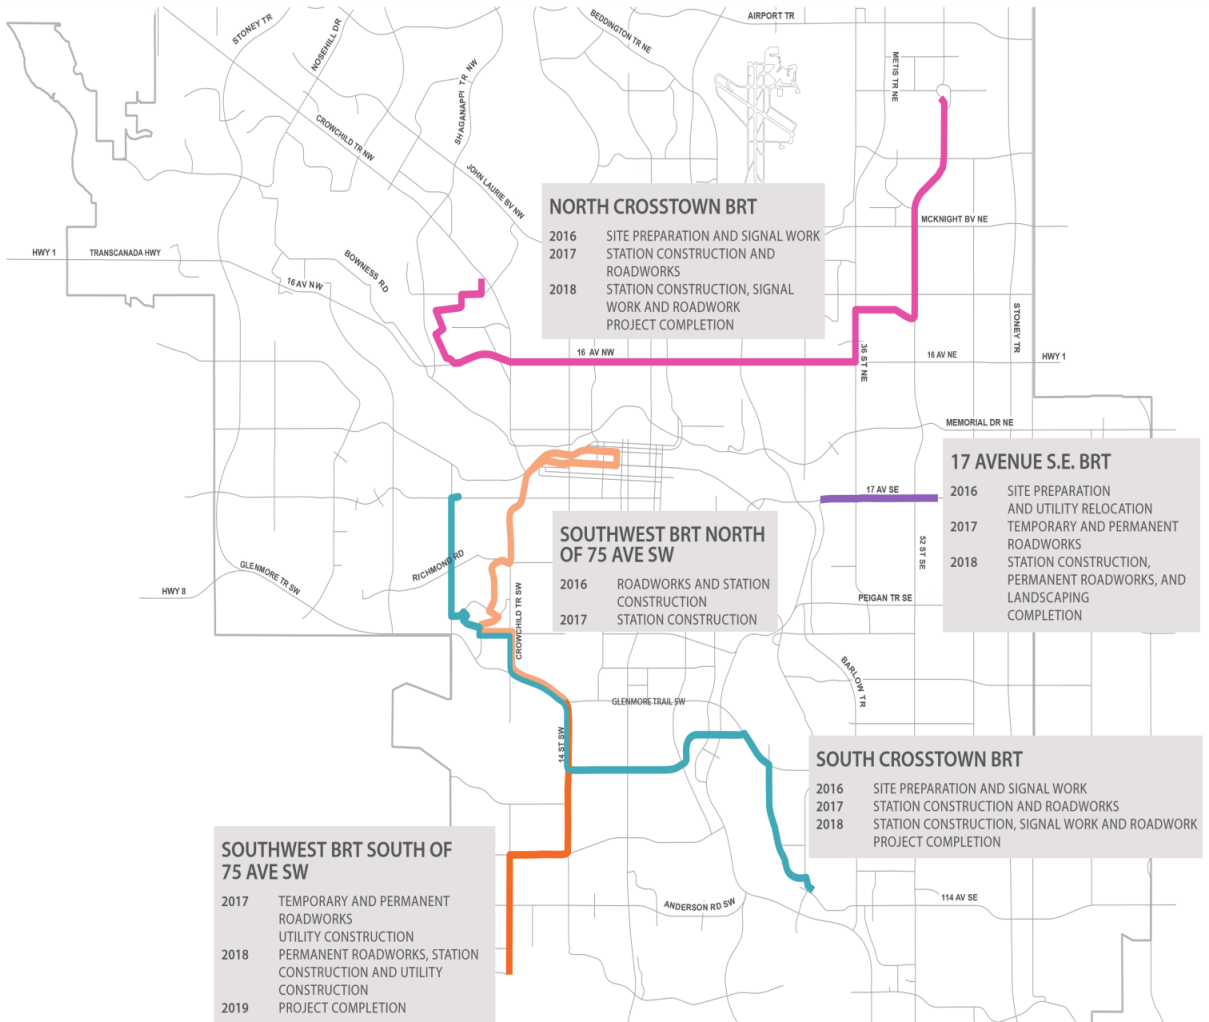 AIRPORT TR
STONEY TR
NOSEHILL DR
BEDDINGTON TR NE
METIS TR NE
SHAGANAPPI TR NW
CROWCHILD TR NW
JOHN LAURIE BV NW
NORTH CROSSTOWN BRT
2016 SITE PREPARATION AND SIGNAL WORK
2017 STATION CONSTRUCTION AND
ROADWORKS
2018 STATION CONSTRUCTION, SIGNAL
WORK AND ROADWORK
PROJECT COMPLETION
MCKNIGHT BV NE
HWY 1
TRANSCANADA HWY
BOWNESS RD
16 AV NW
STONEY TR
16 AV NW
36 ST NE
16 AV NE
HWY 1
MEMORIAL DR NE
17 AVENUE S.E. BRT
2016 SITE PREPARATION
AND UTILITY RELOCATION
2017 TEMPORARY AND PERMANENT
ROADWORKS
2018 STATION CONSTRUCTION,
PERMANENT ROADWORKS, AND
LANDSCAPING
COMPLETION
17 AV SE
52 ST SE
SOUTHWEST BRT NORTH
OF 75 AVE SW
2016 ROADWORKS AND STATION
CONSTRUCTION
2017 STATION CONSTRUCTION
RICHMOND RD
GLENMORE TR SW
HWY 8
CROWCHILD TR SW
PEIGAN TR SE
BARLOW TR
GLENMORE TRAIL SW
14 ST SW
SOUTH CROSSTOWN BRT
2016 SITE PREPARATION AND SIGNAL WORK
2017 STATION CONSTRUCTION AND ROADWORKS
2018 STATION CONSTRUCTION, SIGNAL WORK AND ROADWORK
PROJECT COMPLETION
SOUTHWEST BRT SOUTH OF
75 AVE SW
2017 TEMPORARY AND PERMANENT
ROADWORKS
UTILITY CONSTRUCTION
2018 PERMANENT ROADWORKS, STATION
CONSTRUCTION AND UTILITY
CONSTRUCTION
2019 PROJECT COMPLETION
ANDERSON RD SW
114 AV SE